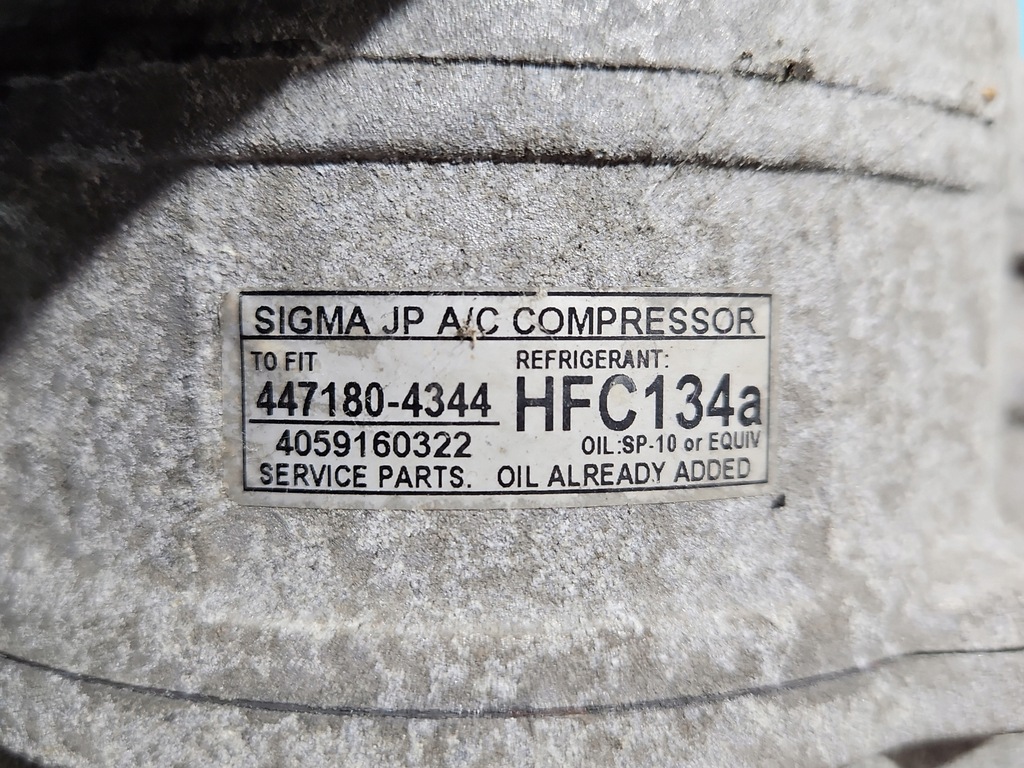 SIGMA JP A/C COMPRESSOR
TO FIT
447180-4344
4059160322
REFRIGERANT:
HFC134a
OIL:SP-10 or EQUIV
SERVICE PARTS. OIL ALREADY ADDED